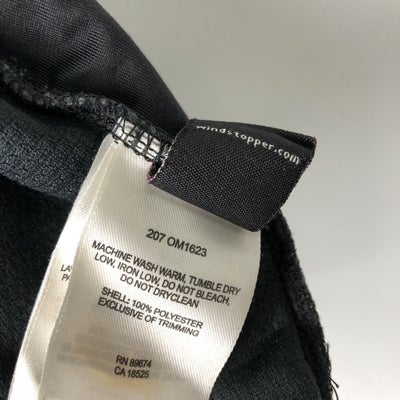 windstopper.com
207 OM1623
MACHINE WASH WARM, TUMBLE DRY
LOW, IRON LOW, DO NOT BLEACH,
DO NOT DRYCLEAN
SHELL: 100% POLYESTER
EXCLUSIVE OF TRIMMING
RN 89674
CA 18525